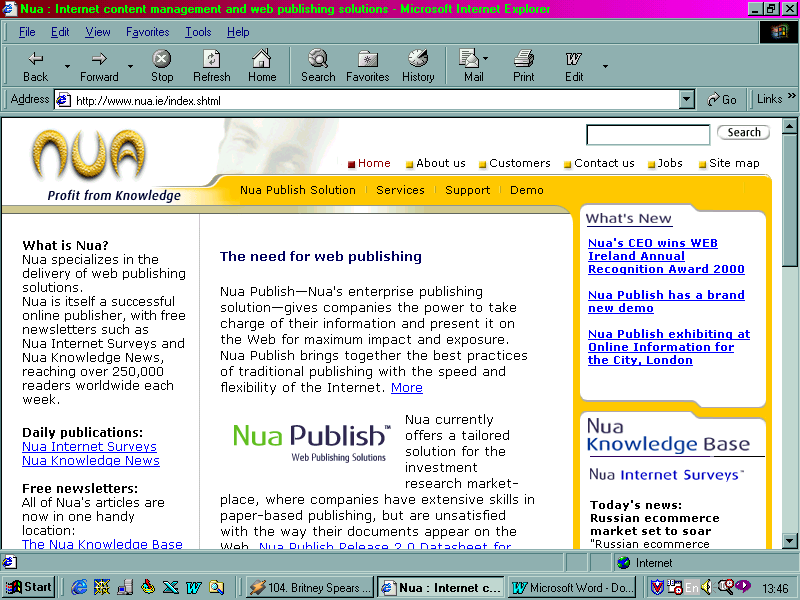 Nua : Internet content management and web publishing solutions - Microsoft Internet Explorer
File Edit View Favorites Tools Help
Back Forward Stop Refresh Home Search Favorites History Mail Print Edit
Address http://www.nua.ie/index.shtml Go Links »
nua
Profit from Knowledge
Search
Home About us Customers Contact us Jobs Site map
Nua Publish Solution Services Support Demo
What is Nua?
Nua specializes in the
delivery of web publishing
solutions.
Nua is itself a successful
online publisher, with free
newsletters such as
Nua Internet Surveys and
Nua Knowledge News,
reaching over 250,000
readers worldwide each
week.
Daily publications:
Nua Internet Surveys
Nua Knowledge News
Free newsletters:
All of Nua's articles are
now in one handy
location:
The Nua Knowledge Base
The need for web publishing
Nua Publish—Nua's enterprise publishing
solution—gives companies the power to take
charge of their information and present it on
the Web for maximum impact and exposure.
Nua Publish brings together the best practices
of traditional publishing with the speed and
flexibility of the Internet. More
Nua Publish™
Web Publishing Solutions
Nua currently
offers a tailored
solution for the
investment
research market-
place, where companies have extensive skills in
paper-based publishing, but are unsatisfied
with the way their documents appear on the
Web. Nua Publish Release 2.0 Datasheet for
What's New
Nua's CEO wins WEB
Ireland Annual
Recognition Award 2000
Nua Publish has a brand
new demo
Nua Publish exhibiting at
Online Information for
the City, London
Nua
Knowledge Base
Nua Internet Surveys™
Today's news:
Russian ecommerce
market set to soar
"Russian ecommerce
Internet
Start 104. Britney Spears ... Nua : Internet c... Microsoft Word - Do... En 13:46